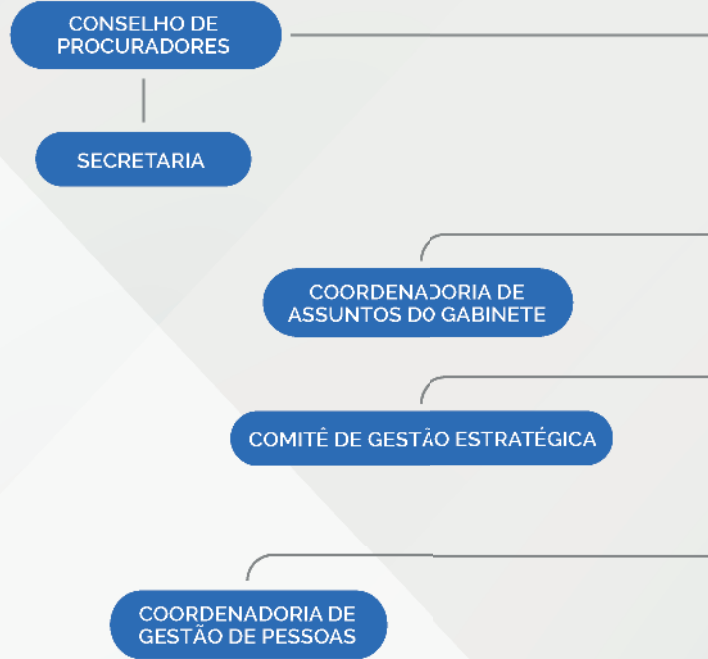 CONSELHO DE
PROCURADORES
SECRETARIA
COORDENADORIA DE
ASSUNTOS DO GABINETE
COMITÊ DE GESTÃO ESTRATÉGICA
COORDENADORIA DE
GESTÃO DE PESSOAS